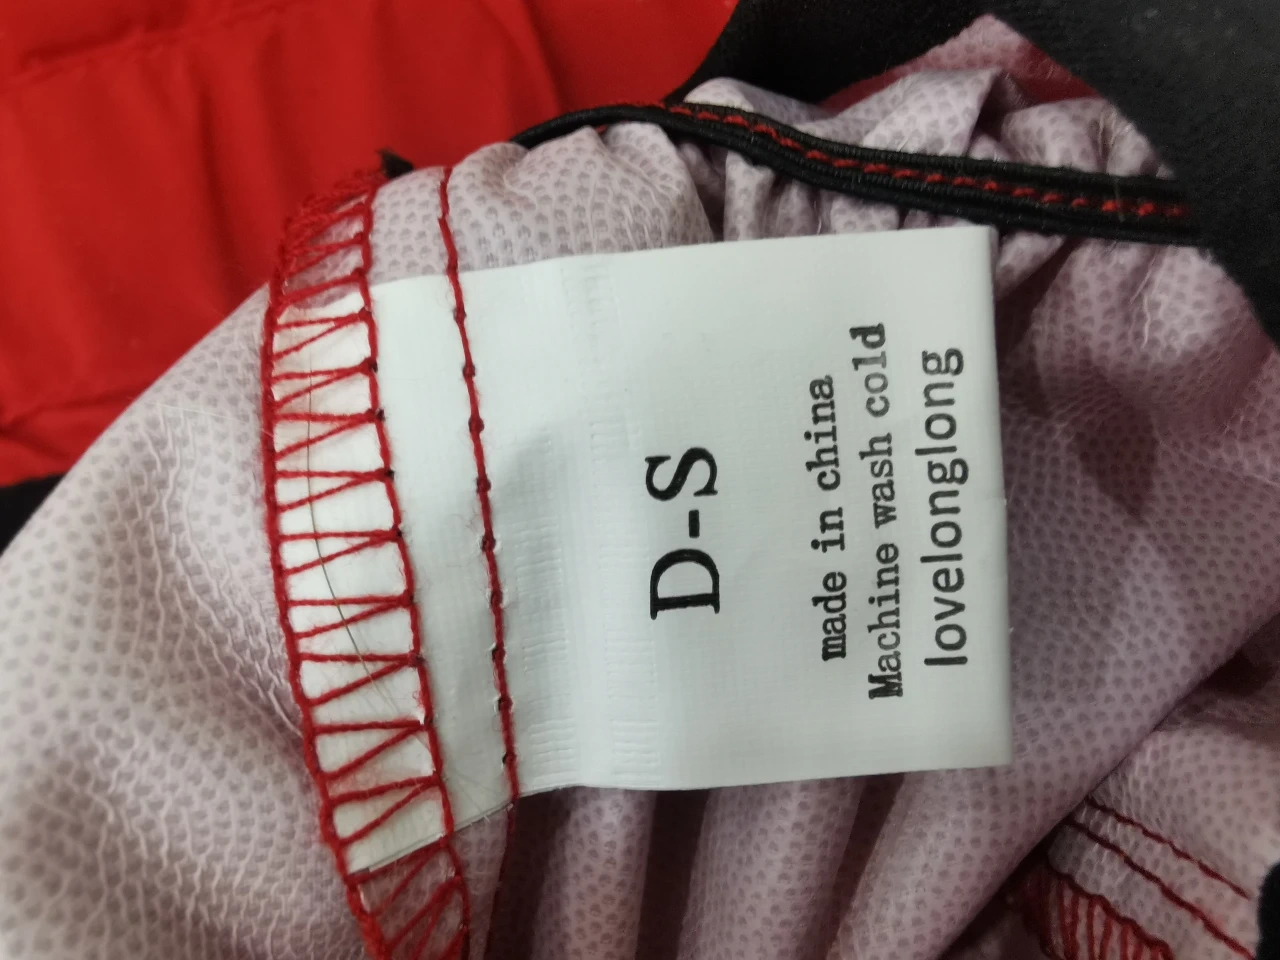 D-S
made in china
Machine wash cold
lovelonglong